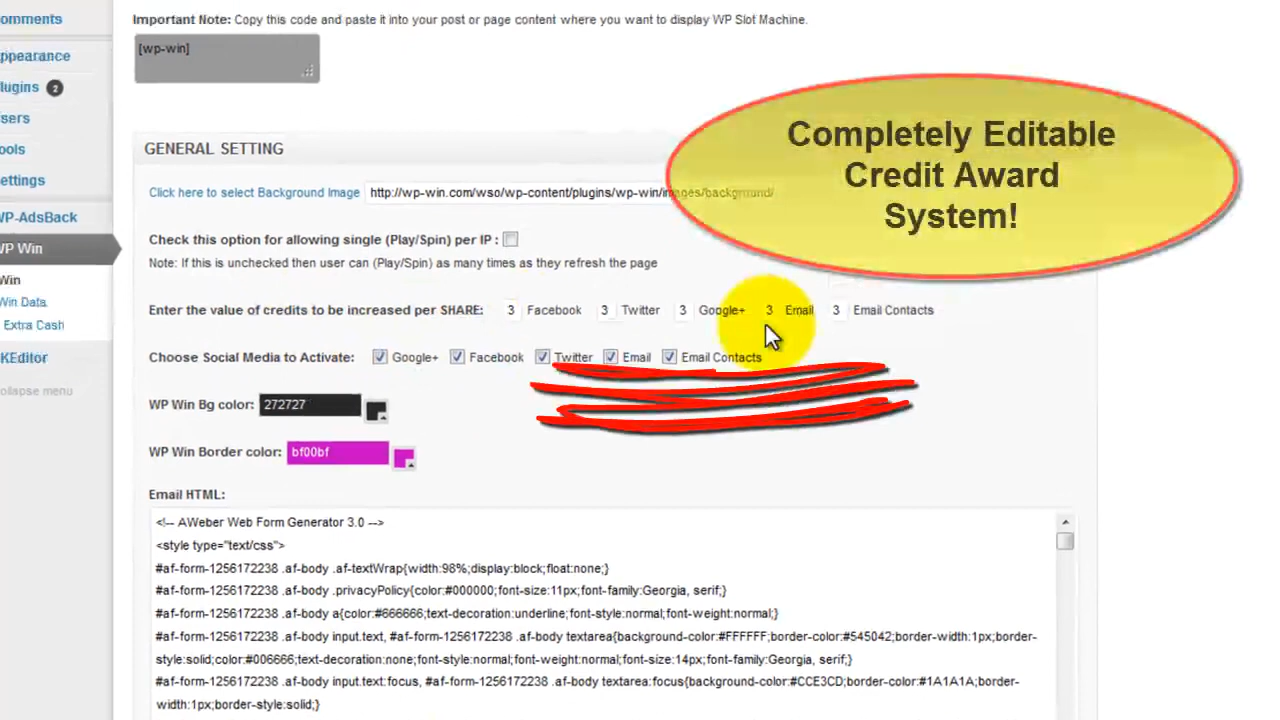 omments
Important Note: Copy this code and paste it into your post or page content where you want to display WP Slot Machine.
[wp-win]
ppearance
lugins 2
sers
ools
ettings
WP-AdsBack
WP Win
Win
Win Data
Extra Cash
KEditor
ollapse menu
Completely Editable
Credit Award
System!
GENERAL SETTING
Click here to select Background Image http://wp-win.com/wso/wp-content/plugins/wp-win/images/background/
Check this option for allowing single (Play/Spin) per IP :
Note: If this is unchecked then user can (Play/Spin) as many times as they refresh the page
Enter the value of credits to be increased per SHARE: 3 Facebook 3 Twitter 3 Google+ 3 Email 3 Email Contacts
Choose Social Media to Activate: Google+ Facebook Twitter Email Email Contacts
WP Win Bg color: 272727
WP Win Border color: bf00bf
Email HTML:
<!-- AWeber Web Form Generator 3.0 -->
<style type="text/css">
#af-form-1256172238 .af-body .af-textWrap{width:98%;display:block;float:none;}
#af-form-1256172238 .af-body .privacyPolicy{color:#000000;font-size:11px;font-family:Georgia, serif;}
#af-form-1256172238 .af-body a{color:#666666;text-decoration:underline;font-style:normal;font-weight:normal;}
#af-form-1256172238 .af-body input.text, #af-form-1256172238 .af-body textarea{background-color:#FFFFFF;border-color:#545042;border-width:1px;border-
style:solid;color:#006666;text-decoration:none;font-style:normal;font-weight:normal;font-size:14px;font-family:Georgia, serif;}
#af-form-1256172238 .af-body input.text:focus, #af-form-1256172238 .af-body textarea:focus{background-color:#CCE3CD;border-color:#1A1A1A;border-
width:1px;border-style:solid;}